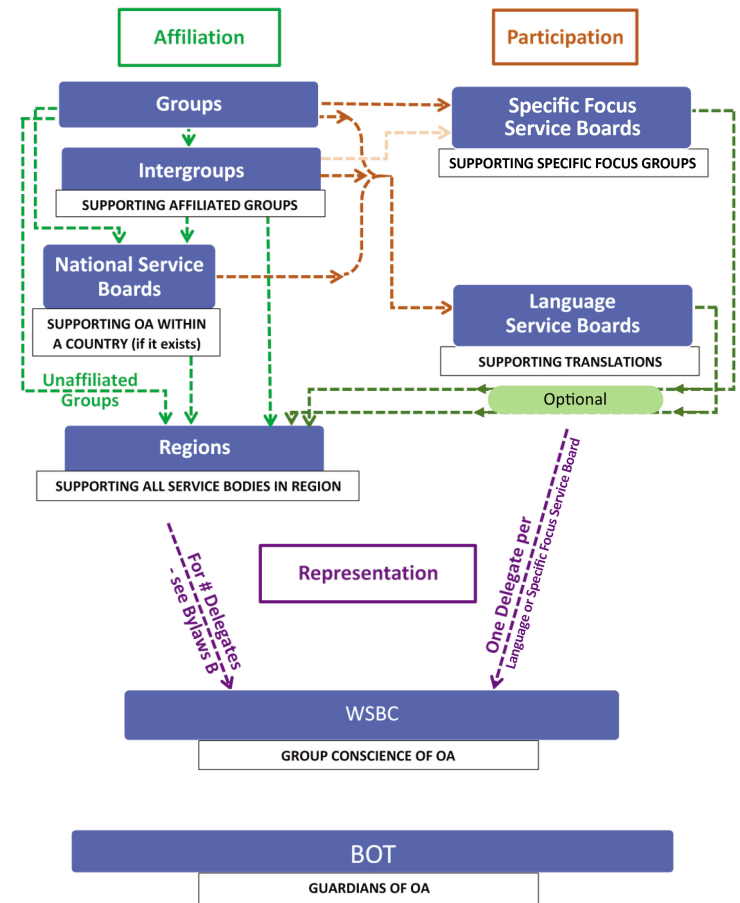 Affiliation
Participation
Groups
Specific Focus
Service Boards
SUPPORTING SPECIFIC FOCUS GROUPS
Intergroups
SUPPORTING AFFILIATED GROUPS
National Service
Boards
SUPPORTING OA WITHIN
A COUNTRY (if it exists)
Language
Service Boards
SUPPORTING TRANSLATIONS
Unaffiliated
Groups
Optional
Regions
SUPPORTING ALL SERVICE BODIES IN REGION
Representation
For # Delegates
- see Bylaws B
One Delegate per
Language or Specific Focus Service Board
WSBC
GROUP CONSCIENCE OF OA
BOT
GUARDIANS OF OA